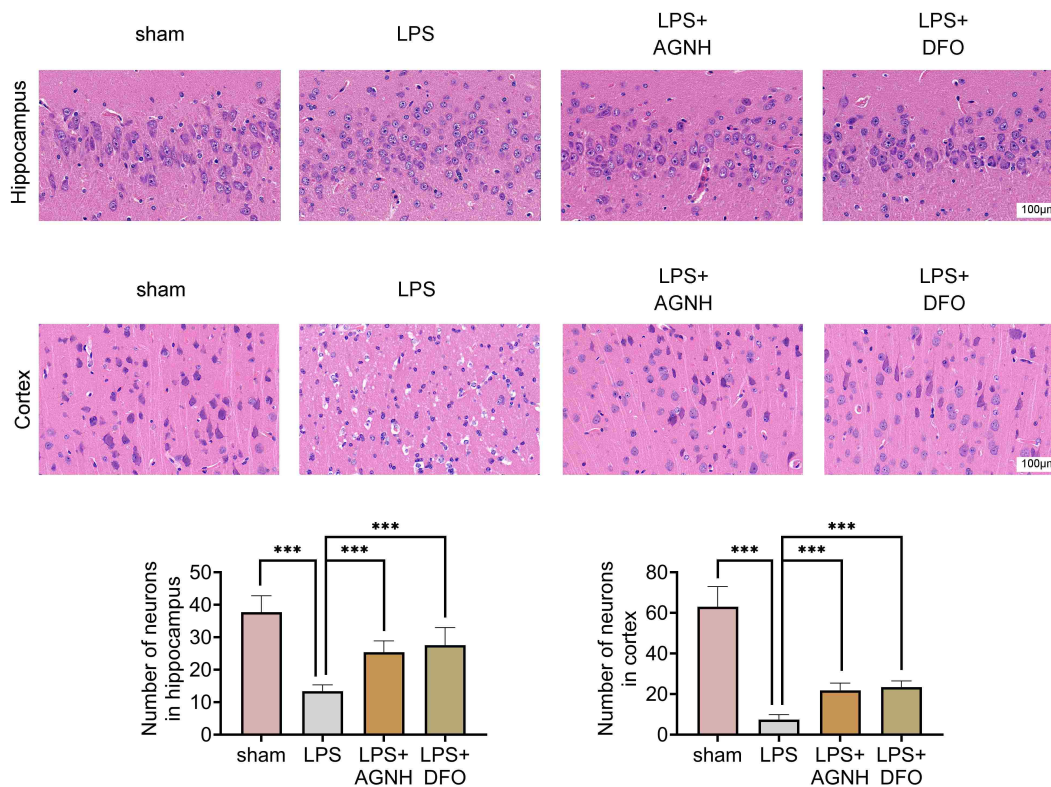 sham
LPS
LPS+
AGNH
LPS+
DFO
Hippocampus
100μm
sham
LPS
LPS+
AGNH
LPS+
DFO
Cortex
100μm
***
***
***
Number of neurons
in hippocampus
50
40
30
20
10
0
sham
LPS
LPS+
AGNH
LPS+
DFO
***
***
***
Number of neurons
in cortex
80
60
40
20
0
sham
LPS
LPS+
AGNH
LPS+
DFO